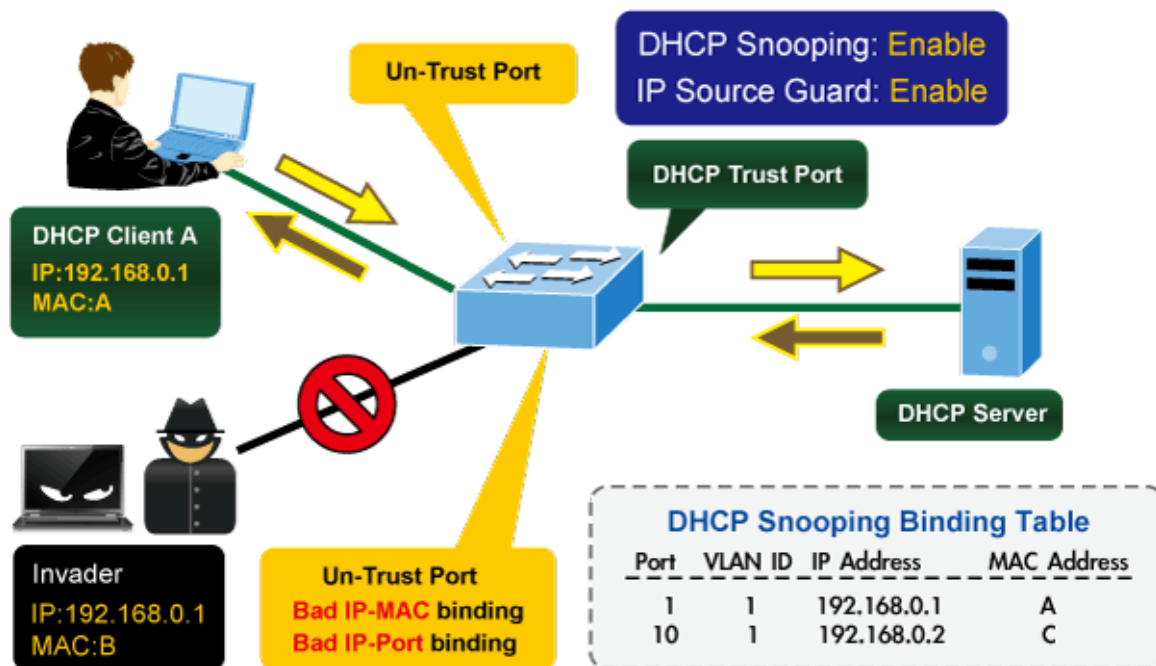 Un-Trust Port
DHCP Snooping: Enable
IP Source Guard: Enable
DHCP Trust Port
DHCP Client A
IP:192.168.0.1
MAC:A
DHCP Server
Invader
IP:192.168.0.1
MAC:B
Un-Trust Port
Bad IP-MAC binding
Bad IP-Port binding
DHCP Snooping Binding Table
Port VLAN ID IP Address MAC Address
1 1 192.168.0.1 A
10 1 192.168.0.2 C